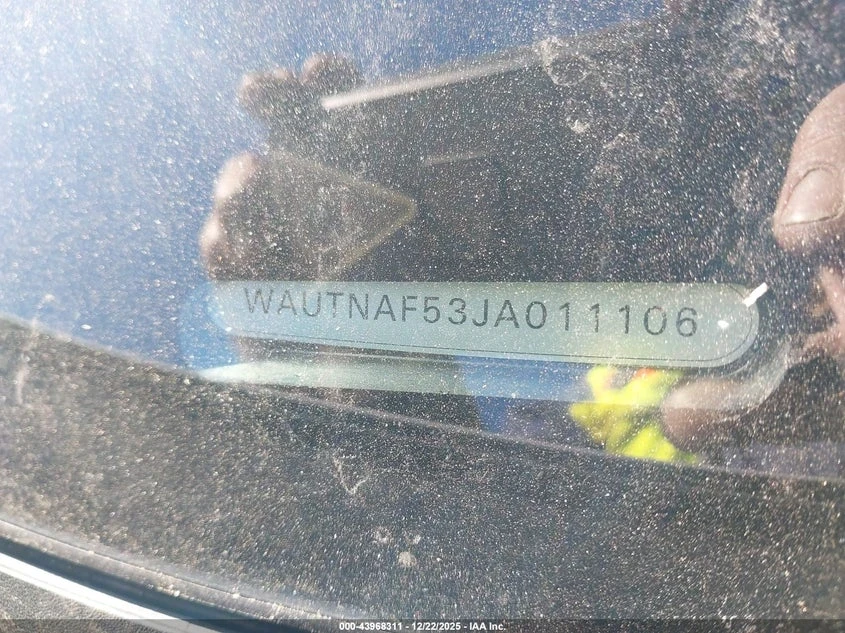 WAUTNAF53JA011106
000-43968311 - 12/22/2025 - IAA Inc.